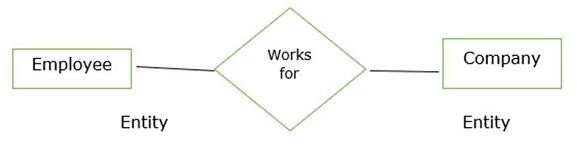 Employee
Works
for
Company
Entity
Entity